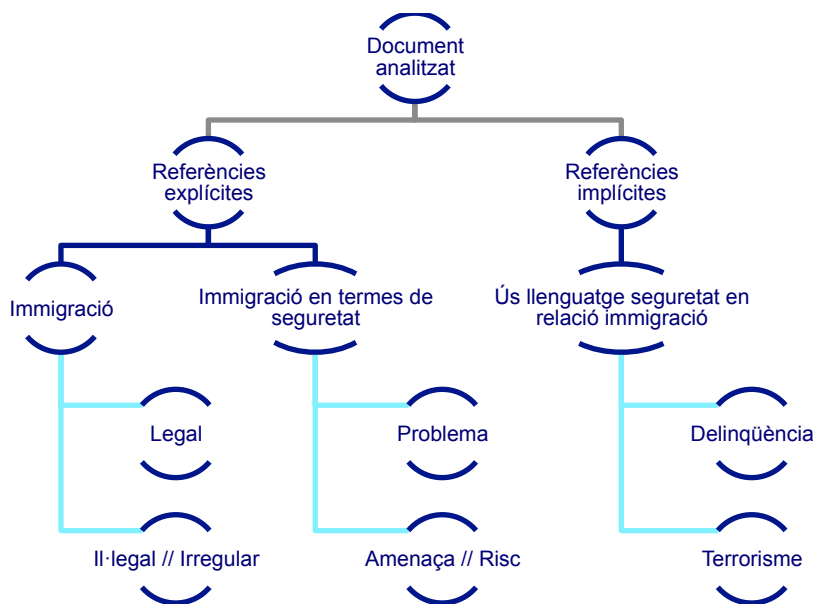 Document
analitzat
Referències
explícites
Referències
implícites
Immigració
Immigració en termes de
seguretat
Ús llenguatge seguretat en
relació immigració
Legal
Problema
Delinqüència
Il·legal // Irregular
Amenaça // Risc
Terrorisme